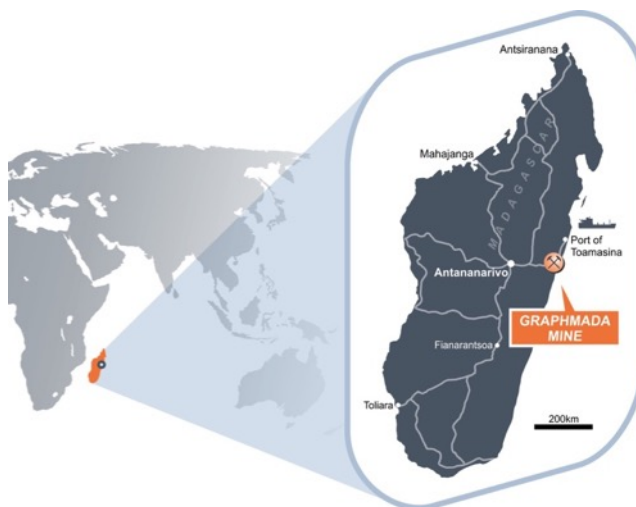 Antsiranana
Mahajanga
MADAGASCAR
Port of
Toamasina
Antananarivo
GRAPHMADA
MINE
Fianarantsoa
Toliara
200km